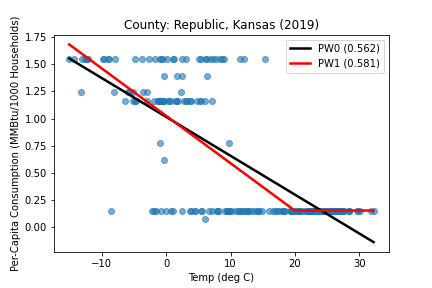 County: Republic, Kansas (2019)
Per-Capita Consumption (MMBtu/1000 Households)
1.75
1.50
1.25
1.00
0.75
0.50
0.25
0.00
PW0 (0.562)
PW1 (0.581)
−10
0
10
20
30
Temp (deg C)